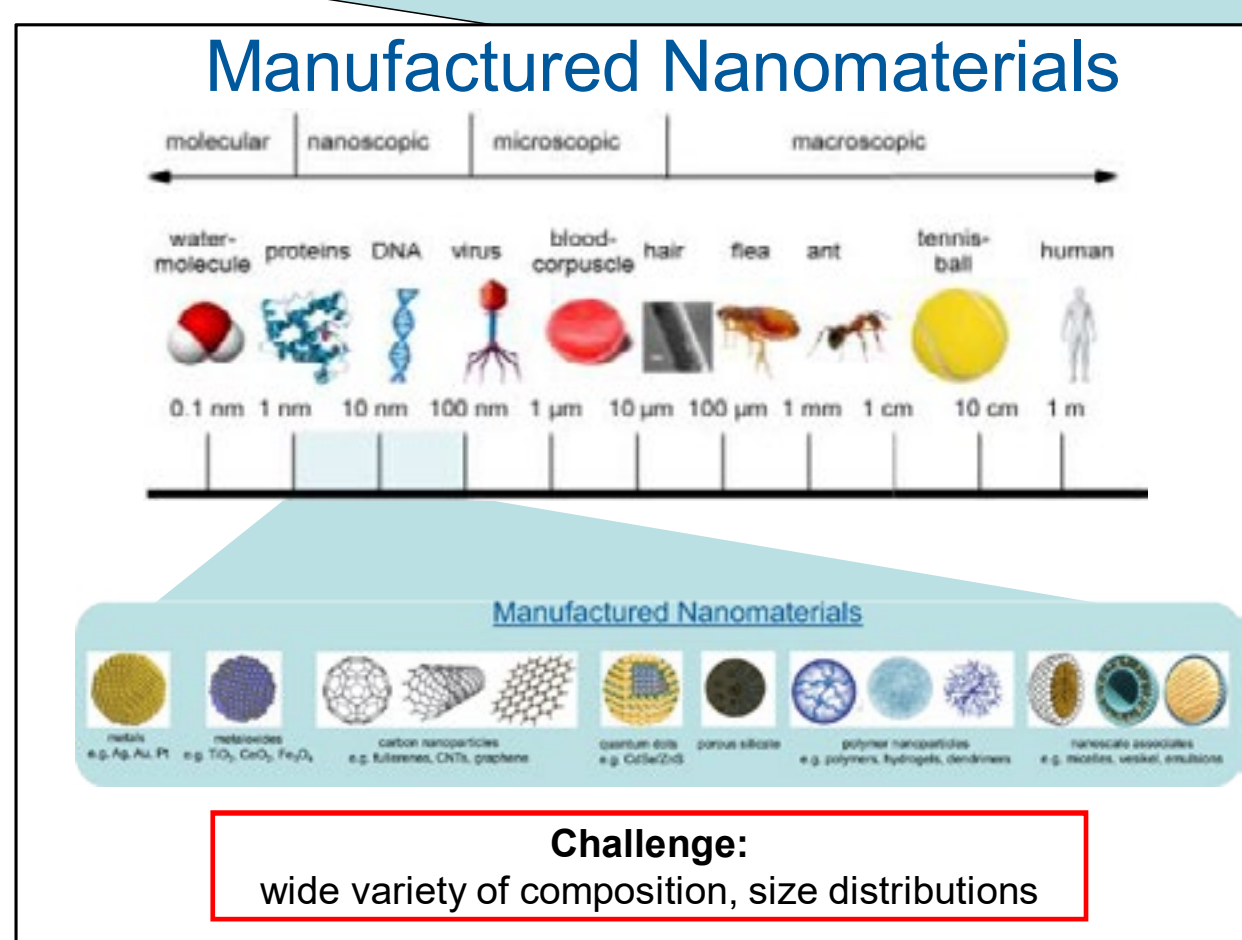 Manufactured Nanomaterials
molecular nanoscopic microscopic macroscopic
water- blood- tennis-
molecule proteins DNA virus corpuscle hair flea ant ball human
0.1 nm 1 nm 10 nm 100 nm 1 µm 10 µm 100 µm 1 mm 1 cm 10 cm 1 m
Manufactured Nanomaterials
metals metaloxides carbon nanoparticles quantum dots porous silicate polymer nanoparticles nanoscale associates
e.g. Ag, Au, Pt e.g. TiO₂, CeO₂, Fe₃O₄ e.g. fullerenes, CNTs, graphene e.g. CdSe/ZnS e.g. polymers, hydrogels, dendrimers e.g. micelles, vesikel, emulsions
Challenge:
wide variety of composition, size distributions